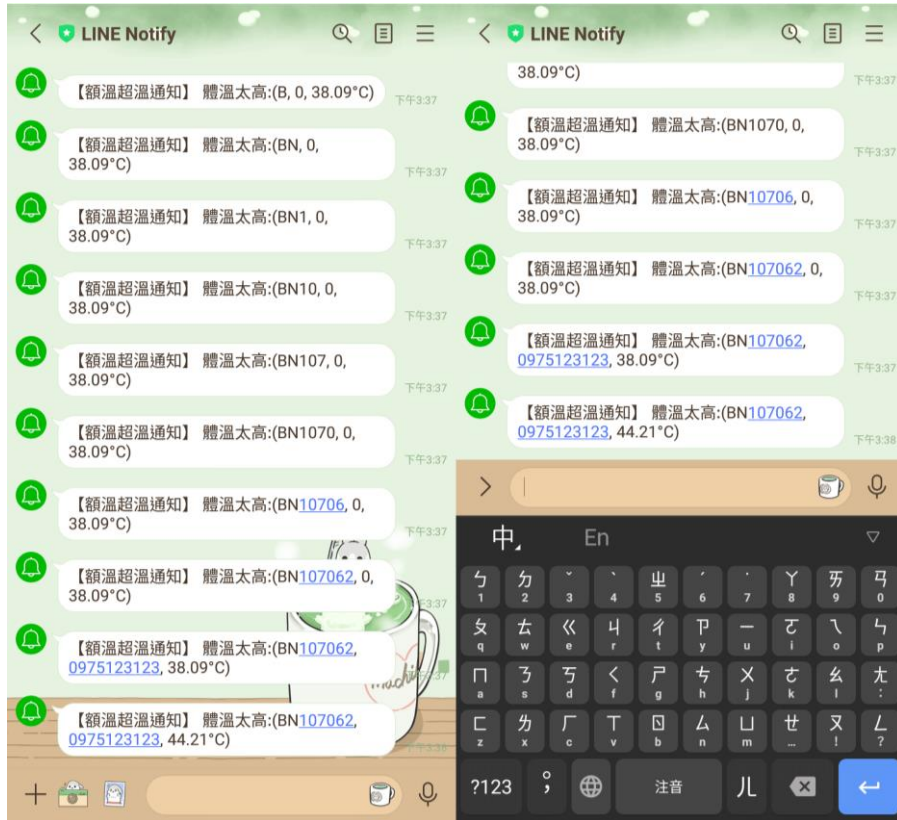 LINE Notify
【額溫超溫通知】 體溫太高:(B, 0, 38.09°C)
下午3:37
【額溫超溫通知】 體溫太高:(BN, 0,
38.09°C)
下午3:37
【額溫超溫通知】 體溫太高:(BN1, 0,
38.09°C)
下午3:37
【額溫超溫通知】 體溫太高:(BN10, 0,
38.09°C)
下午3:37
【額溫超溫通知】 體溫太高:(BN107, 0,
38.09°C)
下午3:37
【額溫超溫通知】 體溫太高:(BN1070, 0,
38.09°C)
下午3:37
【額溫超溫通知】 體溫太高:(BN10706, 0,
38.09°C)
下午3:37
【額溫超溫通知】 體溫太高:(BN107062, 0,
38.09°C)
下午3:37
【額溫超溫通知】 體溫太高:(BN107062,
0975123123, 38.09°C)
下午3:37
【額溫超溫通知】 體溫太高:(BN107062,
0975123123, 44.21°C)
下午3:38
LINE Notify
38.09°C)
下午3:37
【額溫超溫通知】 體溫太高:(BN1070, 0,
38.09°C)
下午3:37
【額溫超溫通知】 體溫太高:(BN10706, 0,
38.09°C)
下午3:37
【額溫超溫通知】 體溫太高:(BN107062, 0,
38.09°C)
下午3:37
【額溫超溫通知】 體溫太高:(BN107062,
0975123123, 38.09°C)
下午3:37
【額溫超溫通知】 體溫太高:(BN107062,
0975123123, 44.21°C)
下午3:38
中 En
ㄅ ㄉ ˇ ˋ ㄓ ˊ ˙ ㄚ ㄞ ㄢ
1 2 3 4 5 6 7 8 9 0
ㄆ ㄊ ㄍ ㄐ ㄔ ㄗ ㄧ ㄛ ㄟ ㄣ
q w e r t y u i o p
ㄇ ㄋ ㄎ ㄑ ㄕ ㄘ ㄨ ㄜ ㄠ ㄤ
a s d f g h j k l :
ㄈ ㄌ ㄏ ㄒ ㄖ ㄙ ㄩ ㄝ ㄡ ㄥ
z x c v b n m … ! ?
?123 ° ; 注音 ㄦ